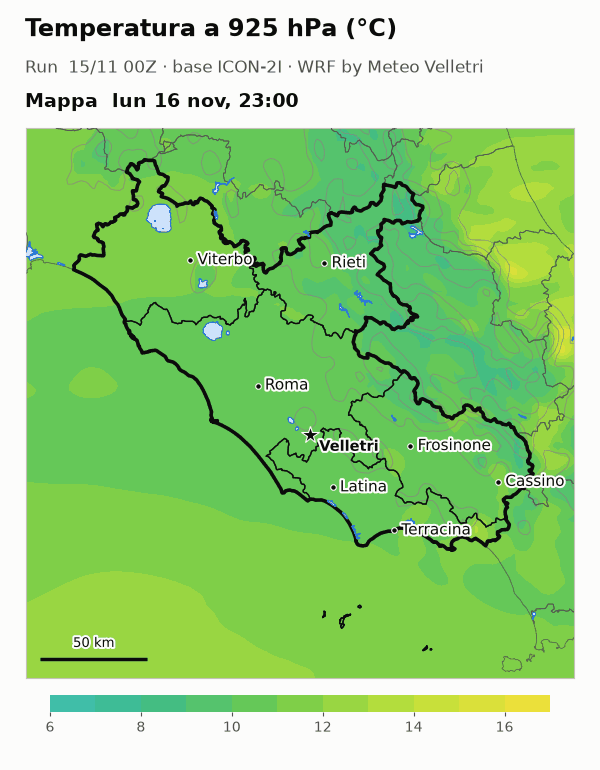 Temperatura a 925 hPa (°C)
Run  15/11 00Z · base ICON-2I · WRF by Meteo Velletri
Mappa  lun 16 nov, 23:00
Viterbo
Rieti
Roma
Velletri
Frosinone
Cassino
Latina
Terracina
50 km
6 8 10 12 14 16